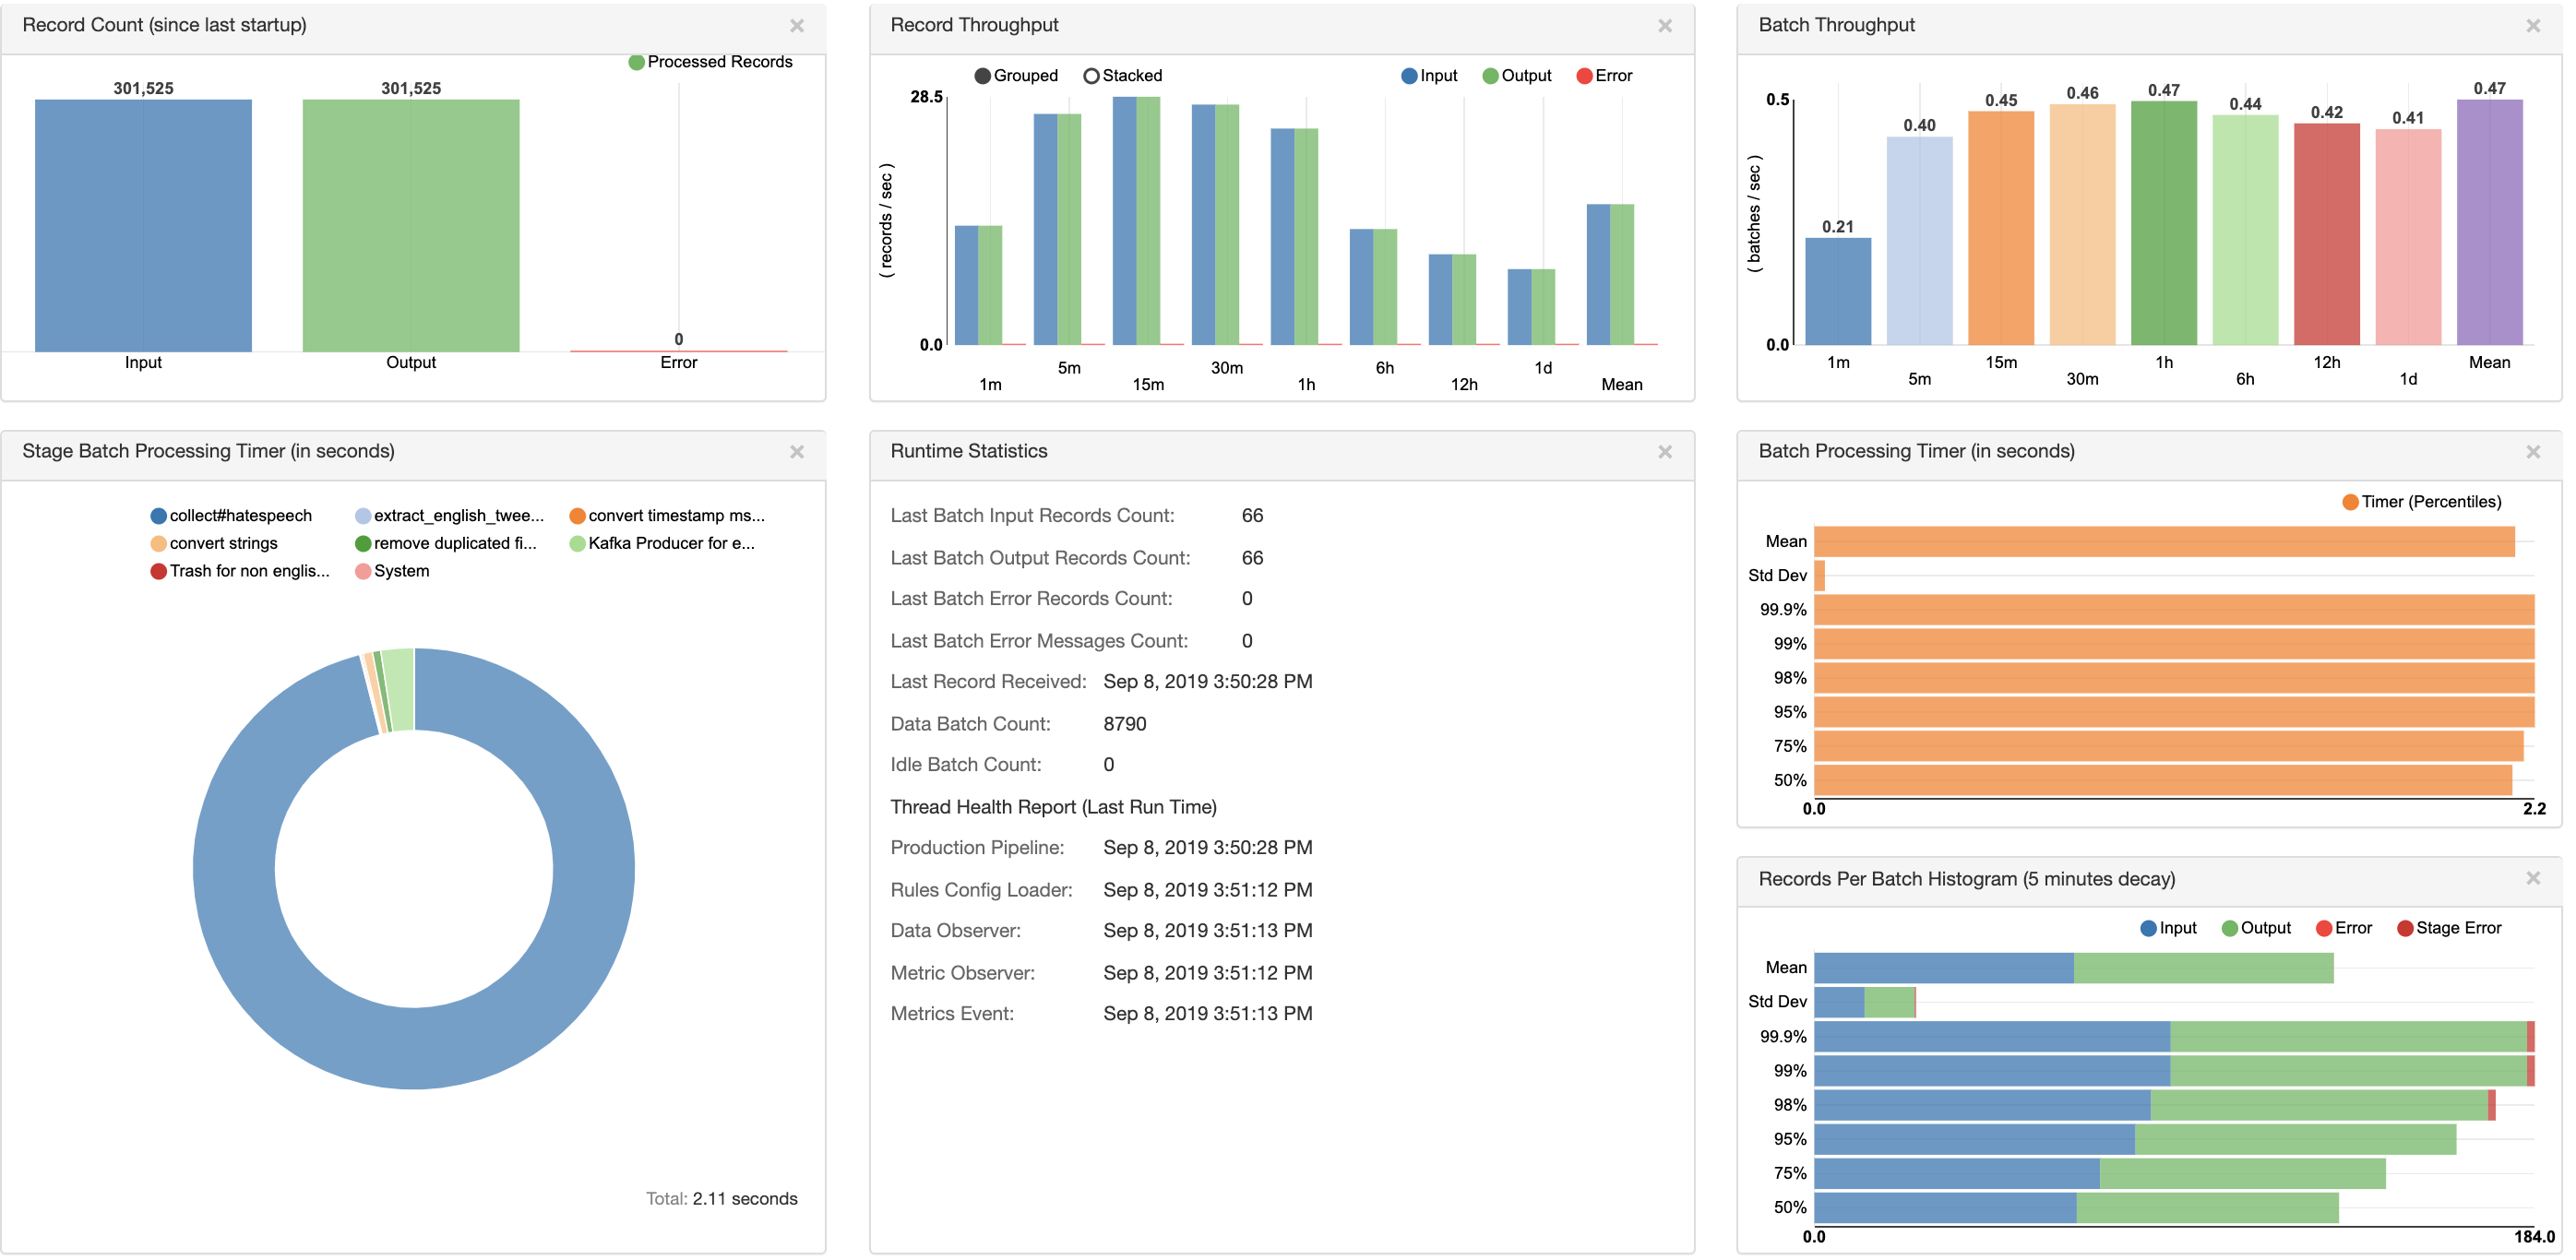 Record Count (since last startup)
Processed Records
301,525
301,525
0
Input
Output
Error
Record Throughput
Grouped
Stacked
Input
Output
Error
28.5
( records / sec )
0.0
1m
5m
15m
30m
1h
6h
12h
1d
Mean
Batch Throughput
0.5
( batches / sec )
0.0
0.21
0.40
0.45
0.46
0.47
0.44
0.42
0.41
0.47
1m
5m
15m
30m
1h
6h
12h
1d
Mean
Stage Batch Processing Timer (in seconds)
collect#hatespeech
extract_english_twee...
convert timestamp ms...
convert strings
remove duplicated fi...
Kafka Producer for e...
Trash for non englis...
System
Total: 2.11 seconds
Runtime Statistics
Last Batch Input Records Count: 66
Last Batch Output Records Count: 66
Last Batch Error Records Count: 0
Last Batch Error Messages Count: 0
Last Record Received: Sep 8, 2019 3:50:28 PM
Data Batch Count: 8790
Idle Batch Count: 0
Thread Health Report (Last Run Time)
Production Pipeline: Sep 8, 2019 3:50:28 PM
Rules Config Loader: Sep 8, 2019 3:51:12 PM
Data Observer: Sep 8, 2019 3:51:13 PM
Metric Observer: Sep 8, 2019 3:51:12 PM
Metrics Event: Sep 8, 2019 3:51:13 PM
Batch Processing Timer (in seconds)
Timer (Percentiles)
Mean
Std Dev
99.9%
99%
98%
95%
75%
50%
0.0
2.2
Records Per Batch Histogram (5 minutes decay)
Input
Output
Error
Stage Error
Mean
Std Dev
99.9%
99%
98%
95%
75%
50%
0.0
184.0